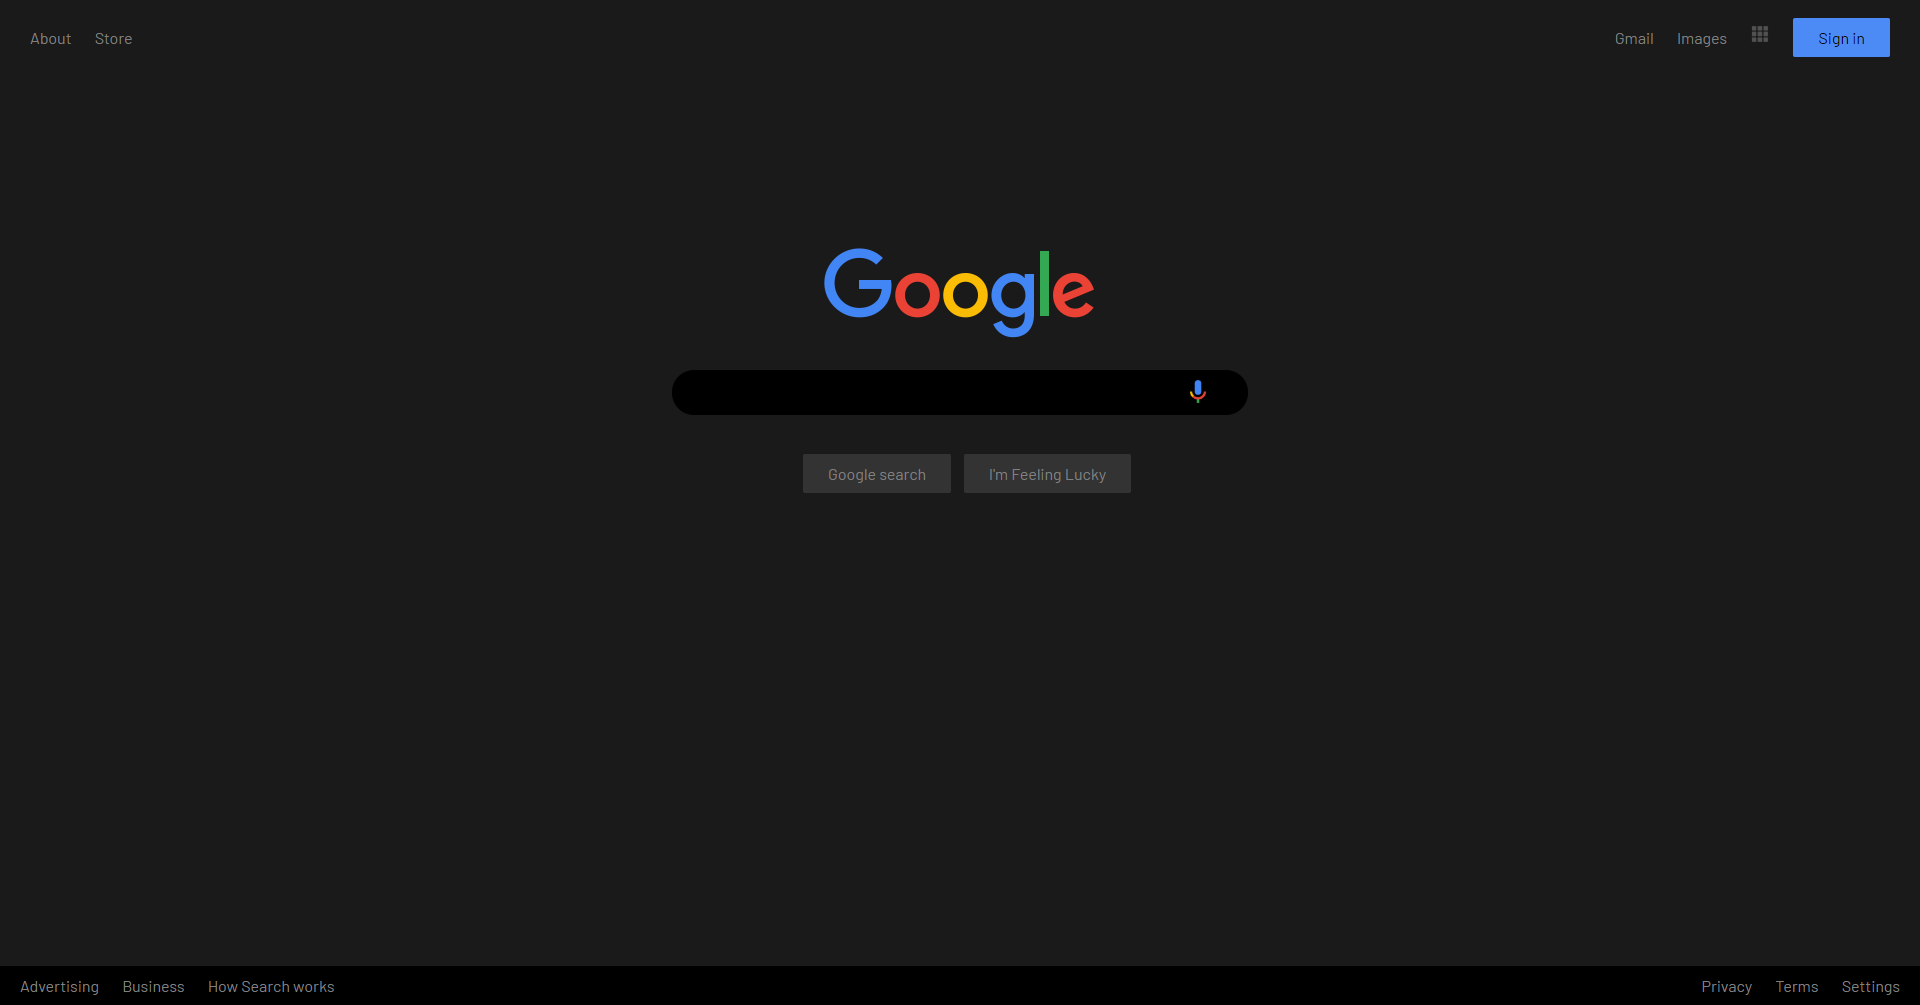 About Store Gmail Images Sign in
Google
Google search I'm Feeling Lucky
Advertising Business How Search works Privacy Terms Settings